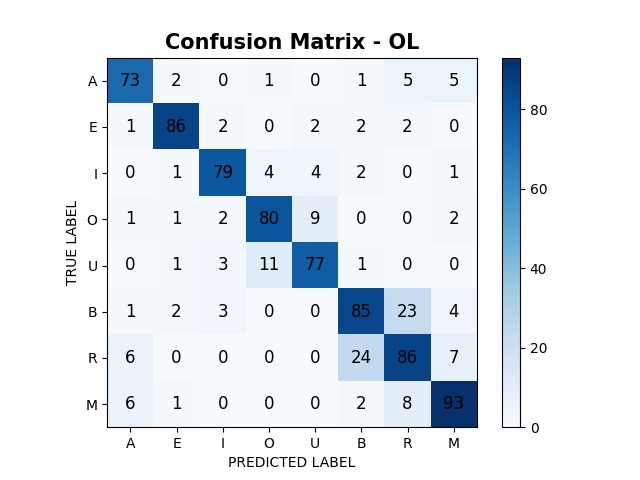 Confusion Matrix - OL
A 73 2 0 1 0 1 5 5
E 1 86 2 0 2 2 2 0
I 0 1 79 4 4 2 0 1
O 1 1 2 80 9 0 0 2
U 0 1 3 11 77 1 0 0
B 1 2 3 0 0 85 23 4
R 6 0 0 0 0 24 86 7
M 6 1 0 0 0 2 8 93
A E I O U B R M
PREDICTED LABEL
TRUE LABEL
80
60
40
20
0